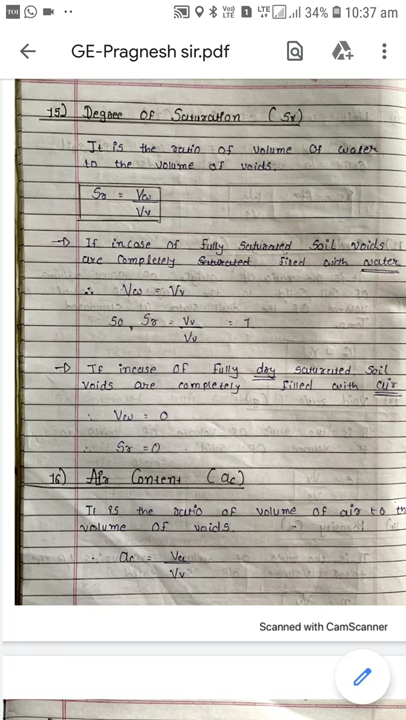 TOI 1 LTE 34% 10:37 am
GE-Pragnesh sir.pdf
15) Degree of Saturation (Sr)
It is the ratio of volume of water
to the volume of voids.
Sr = Vw
Vv
→ If incase of fully saturated Soil voids
are Completely Saturated filled with water
∴ Vw = Vv
So, Sr = Vv = 1
Vv
→ If incase of fully dry saturated Soil
Voids are completely filled with air
∴ Vw = 0
∴ Sr = 0
16) Air Content (ac)
It is the ratio of volume of air to th
volume of voids.
∴ ac = Va
Vv
Scanned with CamScanner